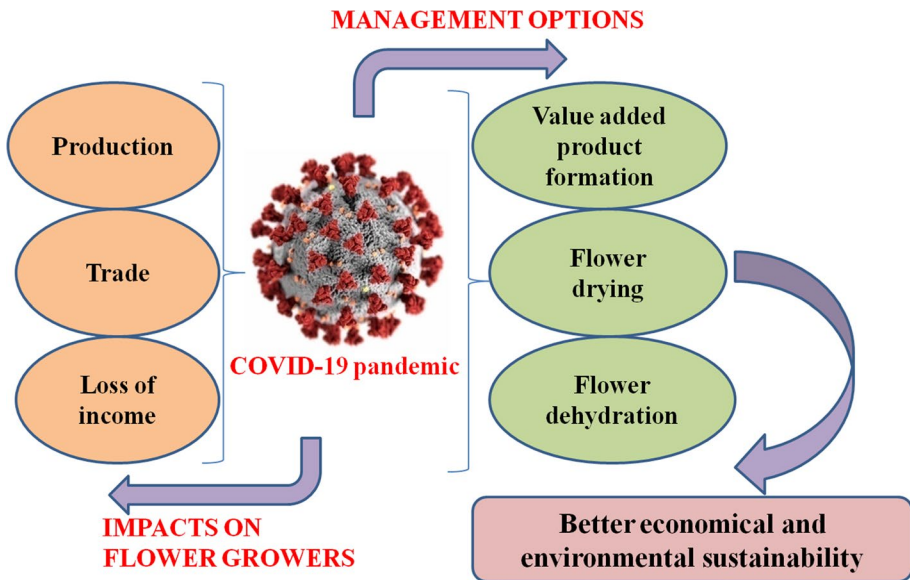 MANAGEMENT OPTIONS
Production
Trade
Loss of
income
COVID-19 pandemic
Value added
product
formation
Flower
drying
Flower
dehydration
IMPACTS ON
FLOWER GROWERS
Better economical and
environmental sustainability